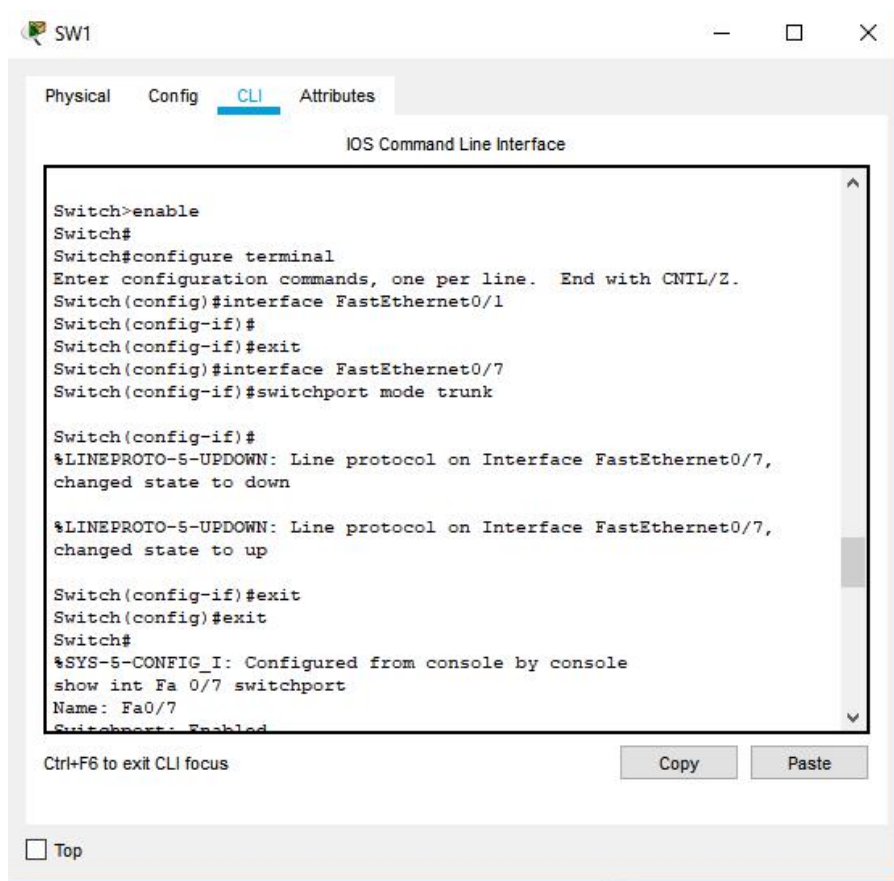 SW1
Physical Config CLI Attributes
IOS Command Line Interface
Switch>enable
Switch#
Switch#configure terminal
Enter configuration commands, one per line.  End with CNTL/Z.
Switch(config)#interface FastEthernet0/1
Switch(config-if)#
Switch(config-if)#exit
Switch(config)#interface FastEthernet0/7
Switch(config-if)#switchport mode trunk
Switch(config-if)#
%LINEPROTO-5-UPDOWN: Line protocol on Interface FastEthernet0/7,
changed state to down
%LINEPROTO-5-UPDOWN: Line protocol on Interface FastEthernet0/7,
changed state to up
Switch(config-if)#exit
Switch(config)#exit
Switch#
%SYS-5-CONFIG_I: Configured from console by console
show int Fa 0/7 switchport
Name: Fa0/7
Switchport: Enabled
Ctrl+F6 to exit CLI focus
Copy Paste
Top